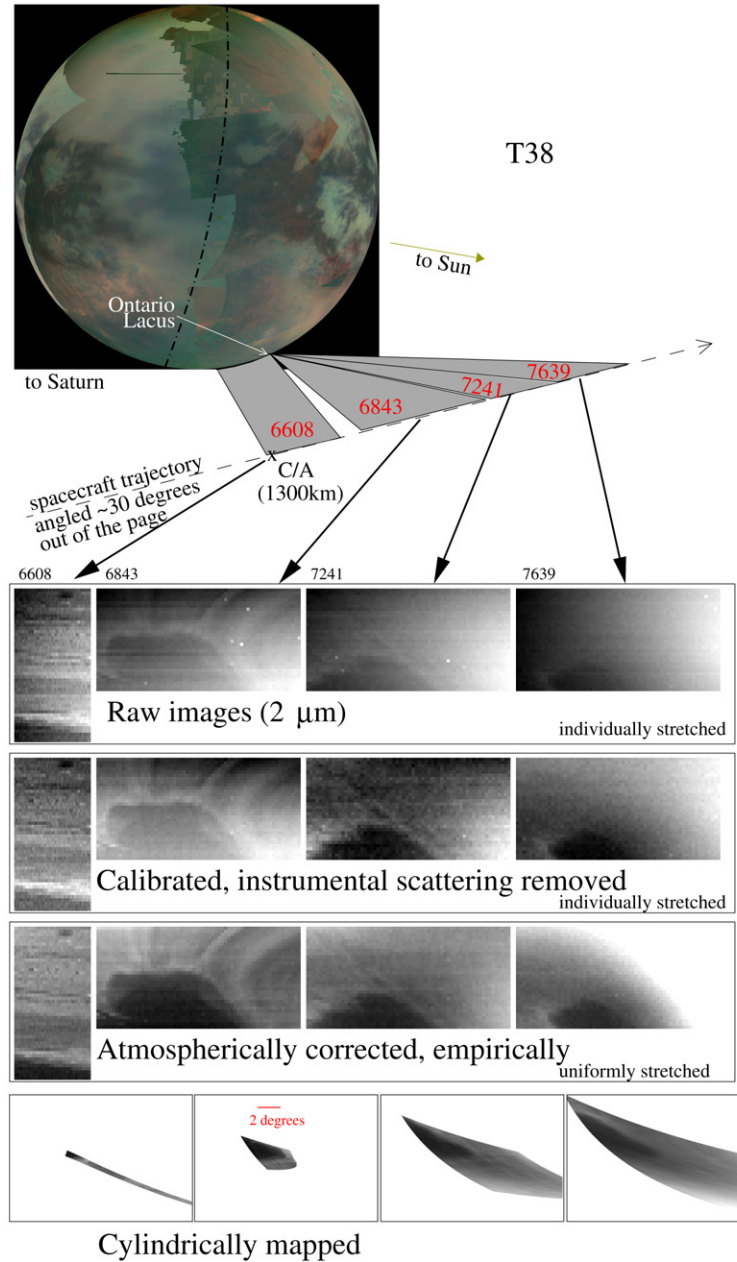 T38
to Sun
Ontario
Lacus
to Saturn
7639
7241
6843
6608
x
C/A
(1300km)
spacecraft trajectory
angled ~30 degrees
out of the page
6608
6843
7241
7639
Raw images (2 μm)
individually stretched
Calibrated, instrumental scattering removed
individually stretched
Atmospherically corrected, empirically
uniformly stretched
2 degrees
Cylindrically mapped